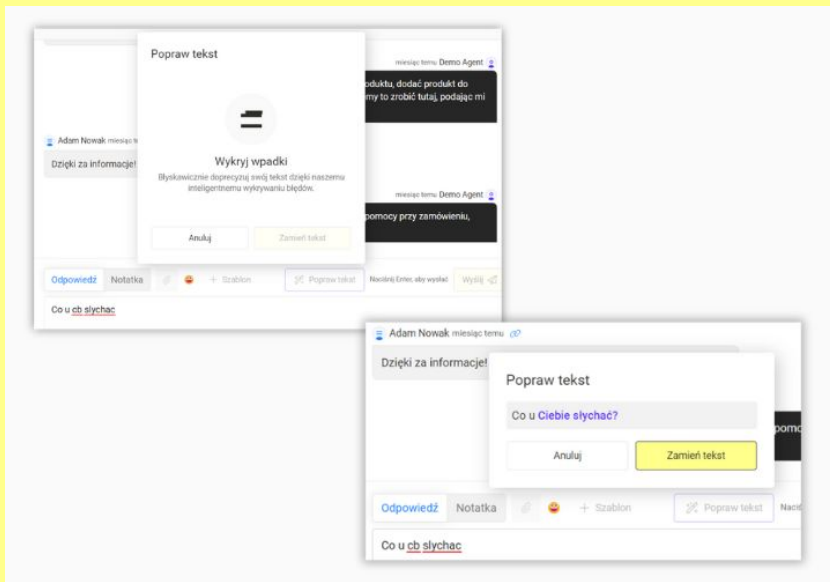 Popraw tekst
miesiąc temu Demo Agent
oduktu, dodać produkt do
my to zrobić tutaj, podając mi
Adam Nowak miesiąc t
Dzięki za informacje!
Wykryj wpadki
Błyskawicznie doprecyzuj swój tekst dzięki naszemu
inteligentnemu wykrywaniu błędów.
miesiąc temu Demo Agent
pomocy przy zamówieniu,
Anuluj
Zamień tekst
Odpowiedź Notatka + Szablon Popraw tekst Naciśnij Enter, aby wysłać Wyślij
Co u cb slychac
Adam Nowak miesiąc temu
Dzięki za informacje!
Popraw tekst
Co u Ciebie słychać?
pomo
Anuluj
Zamień tekst
Odpowiedź Notatka + Szablon Popraw tekst Naciś
Co u cb slychac